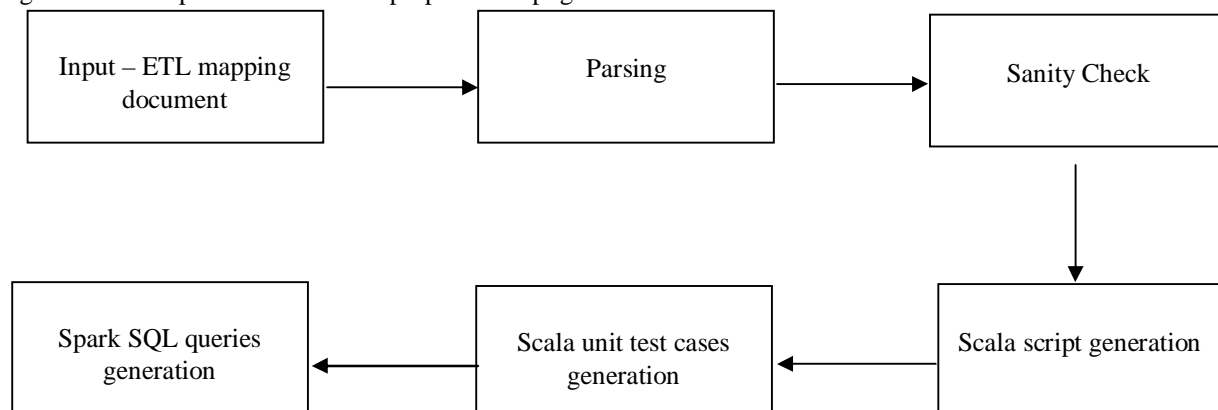 Input – ETL mapping
document
Parsing
Sanity Check
Spark SQL queries
generation
Scala unit test cases
generation
Scala script generation